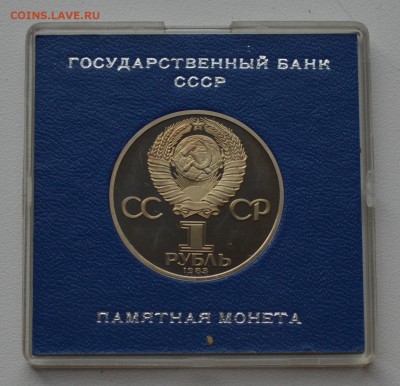 COINS.LAVE.RU
ГОСУДАРСТВЕННЫЙ БАНК
СССР
СС СР
1
РУБЛЬ
1983
ПАМЯТНАЯ МОНЕТА